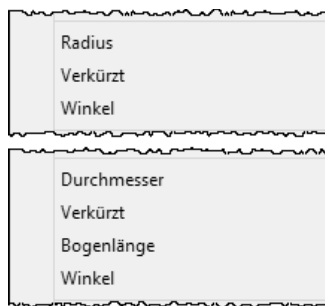 Radius
Verkürzt
Winkel
Durchmesser
Verkürzt
Bogenlänge
Winkel